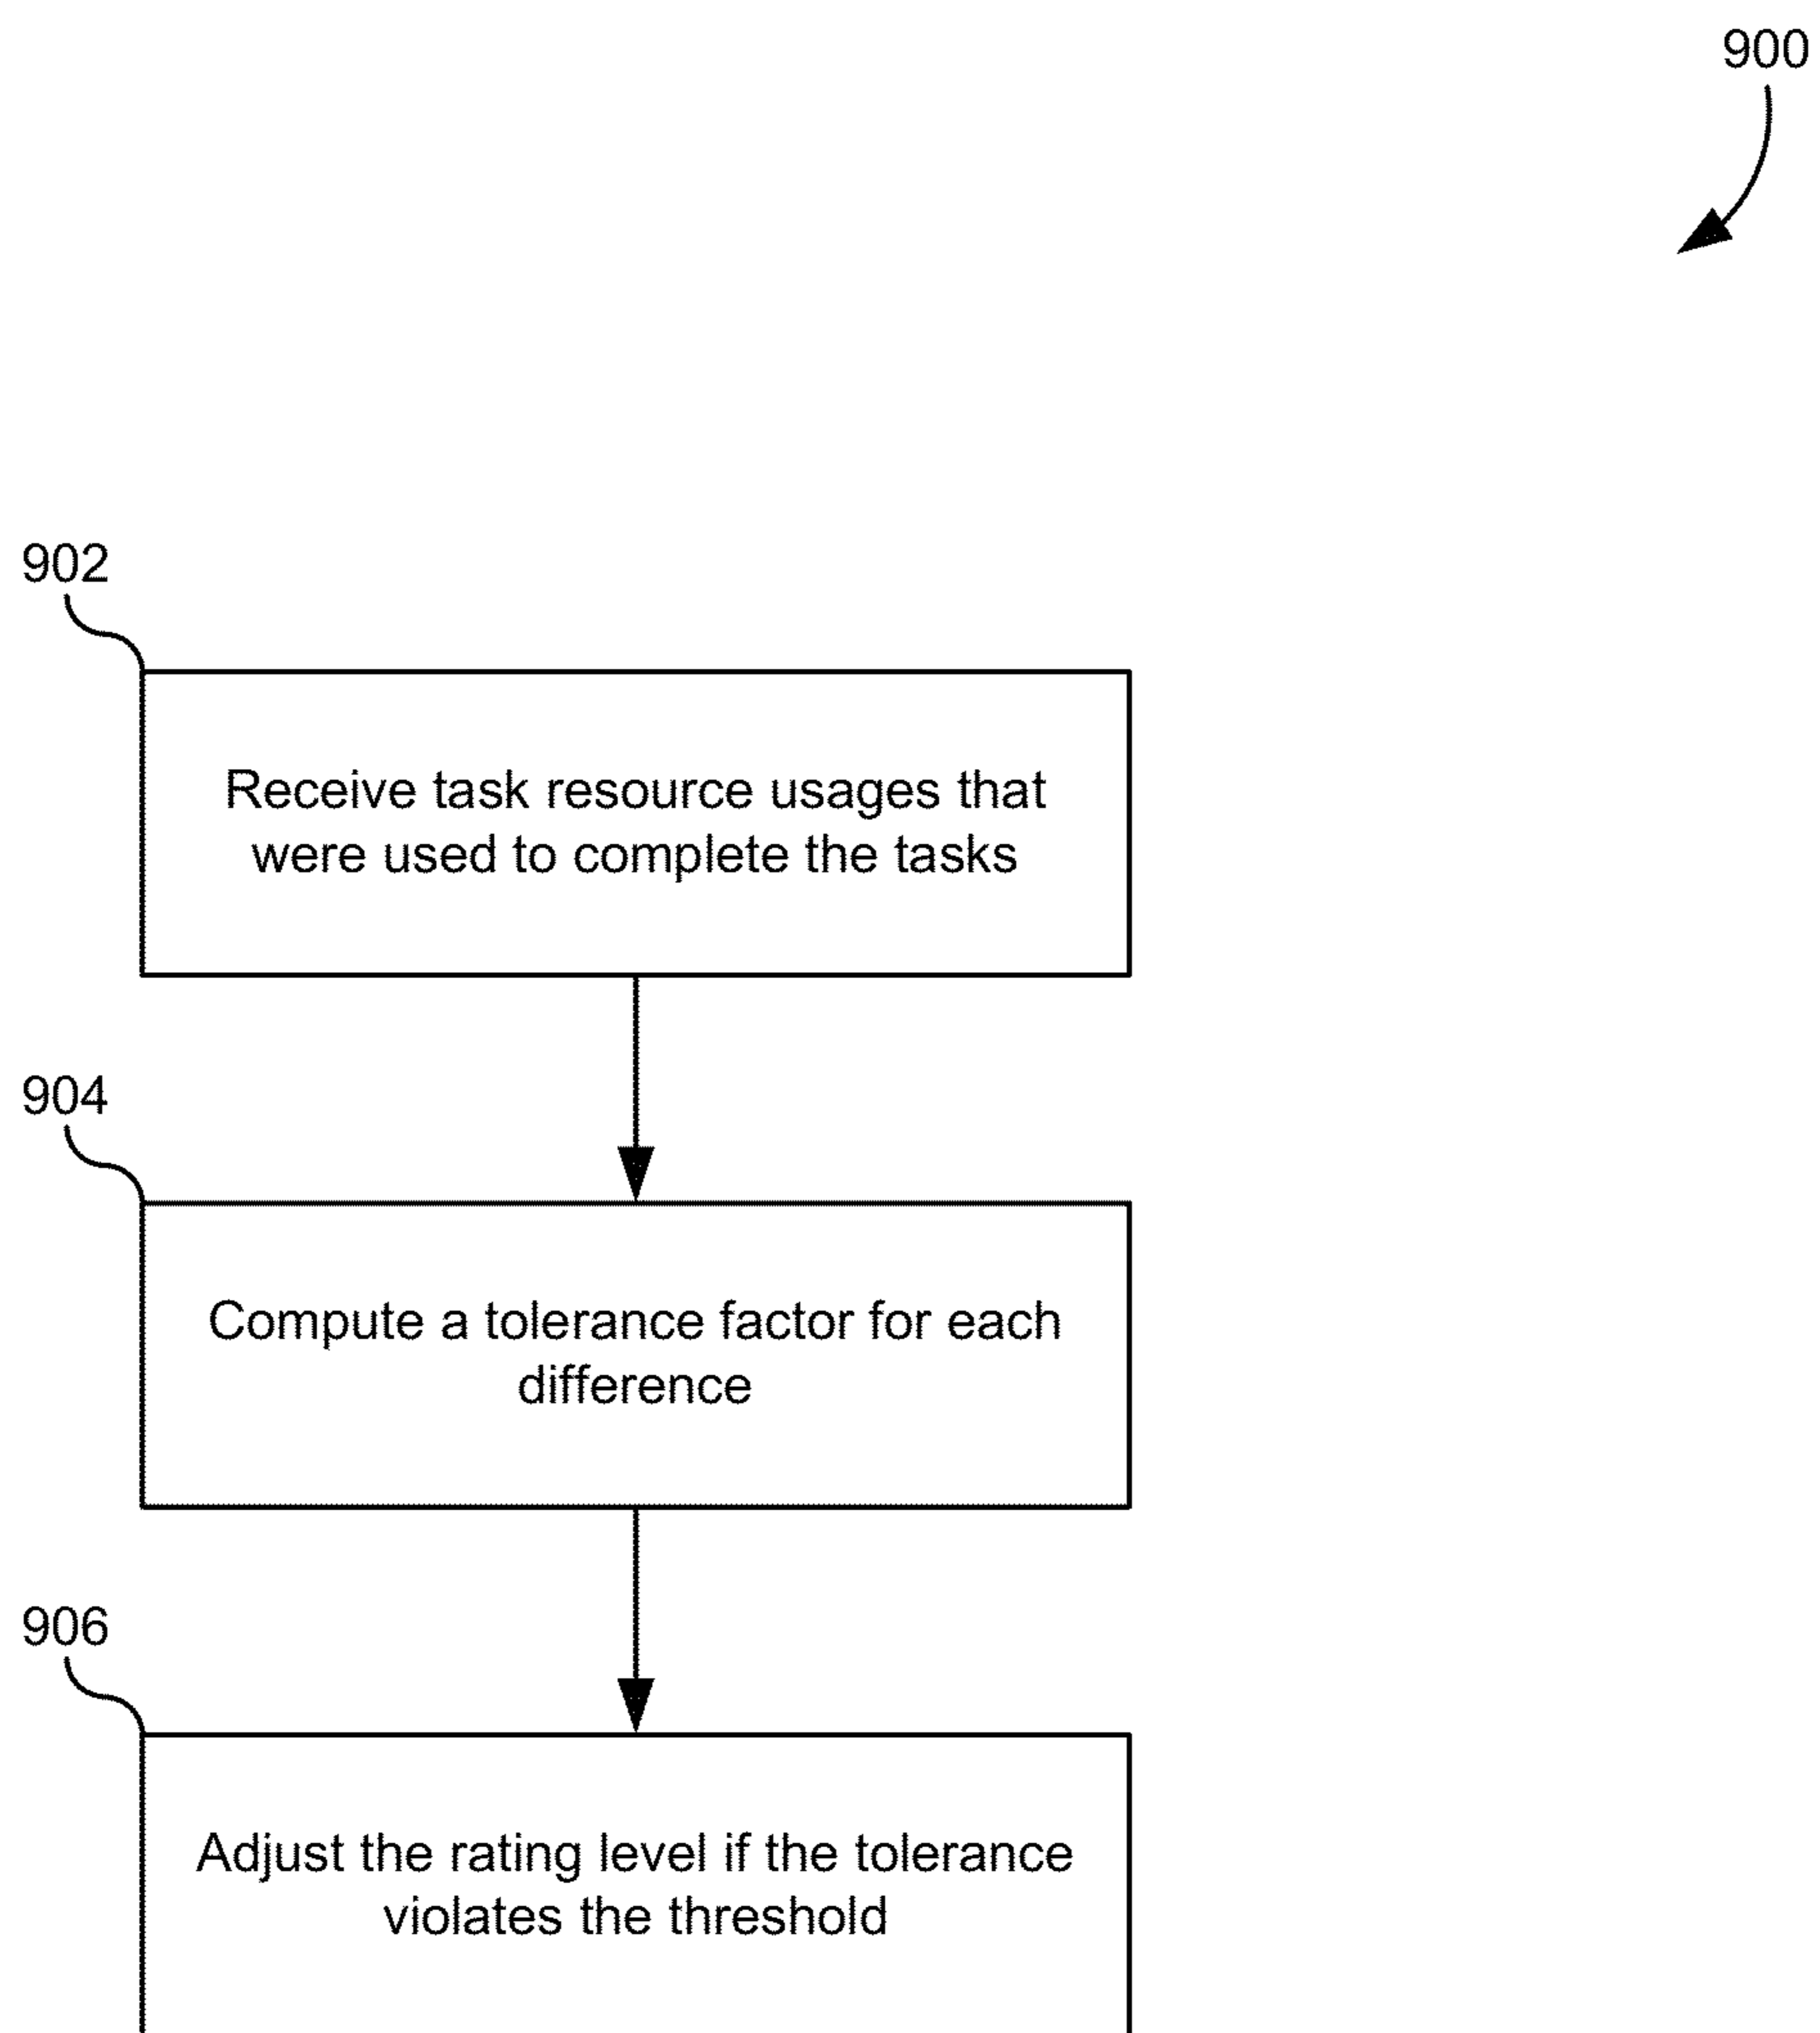 900
902
Receive task resource usages that
were used to complete the tasks
904
Compute a tolerance factor for each
difference
906
Adjust the rating level if the tolerance
violates the threshold